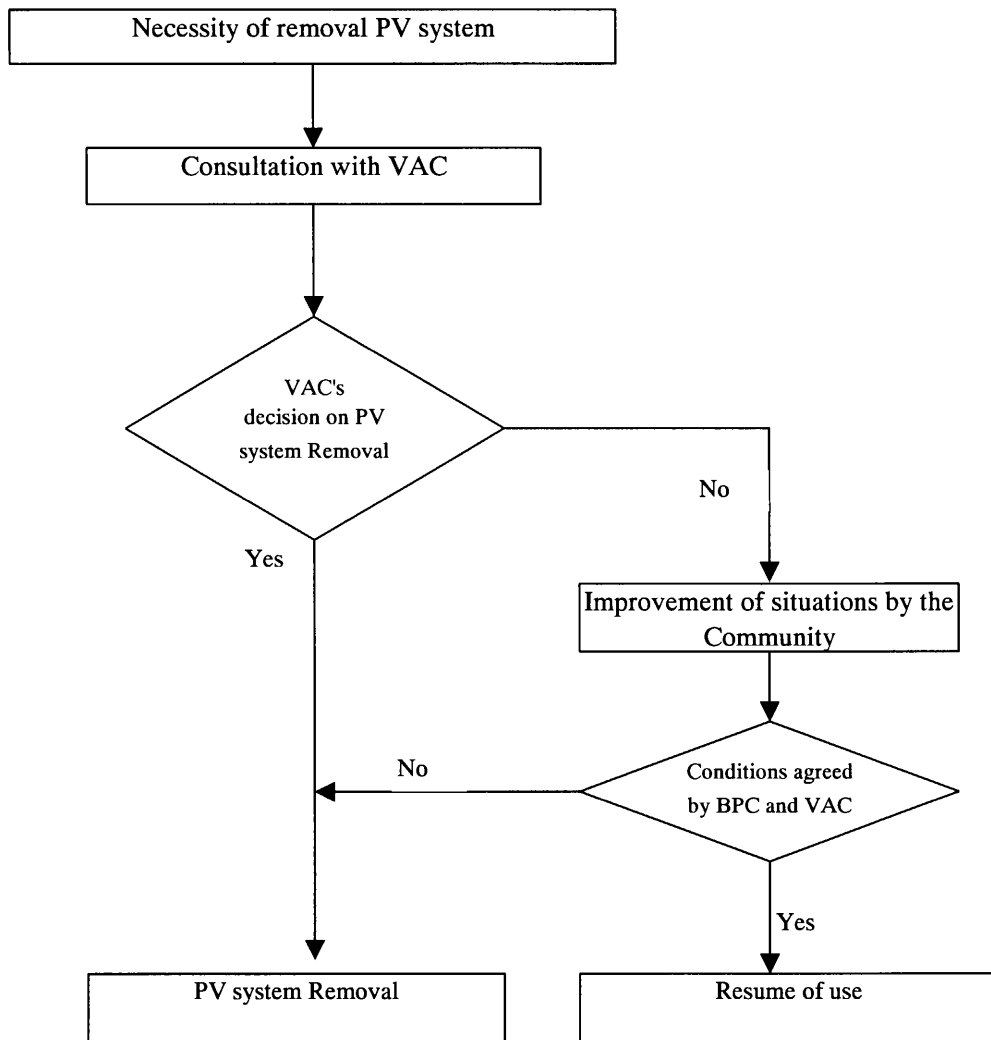 Necessity of removal PV system
Consultation with VAC
VAC's
decision on PV
system Removal
No
Yes
Improvement of situations by the
Community
No
Conditions agreed
by BPC and VAC
Yes
PV system Removal
Resume of use